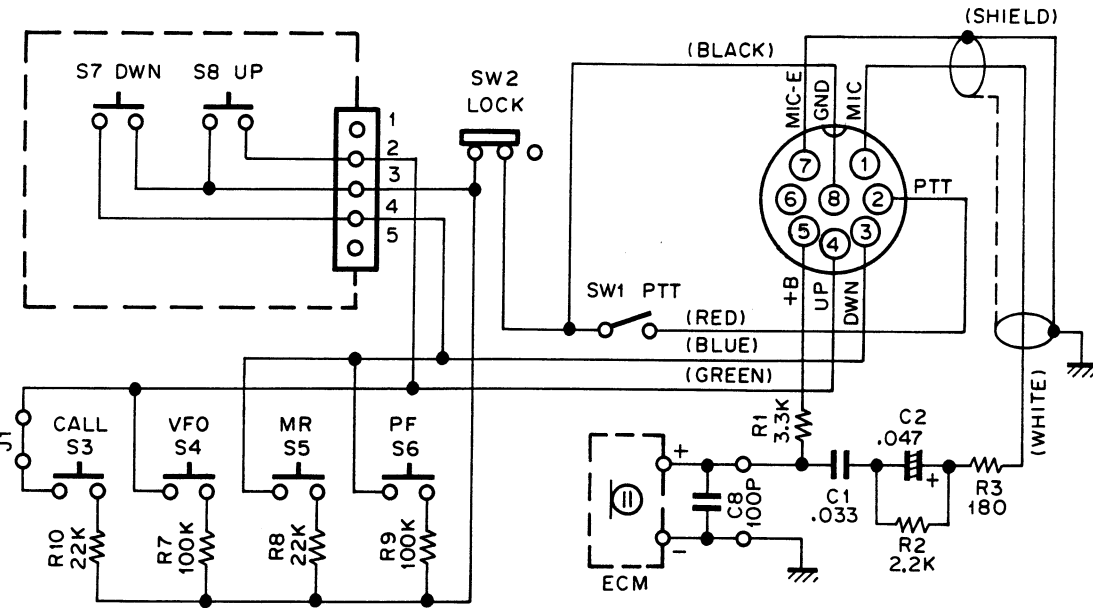 (SHIELD)
(BLACK)
S7 DWN
S8 UP
SW2
LOCK
MIC-E
GND
MIC
1
2
3
4
5
7
1
6
8
2
PTT
5
4
3
+B
UP
DWN
SW1 PTT
(RED)
(BLUE)
(GREEN)
(WHITE)
J1
CALL
S3
VFO
S4
MR
S5
PF
S6
R10
22K
R7
100K
R8
22K
R9
100K
R1
3.3K
C2
.047
+
+
-
C8
100P
C1
.033
R3
180
R2
2.2K
ECM